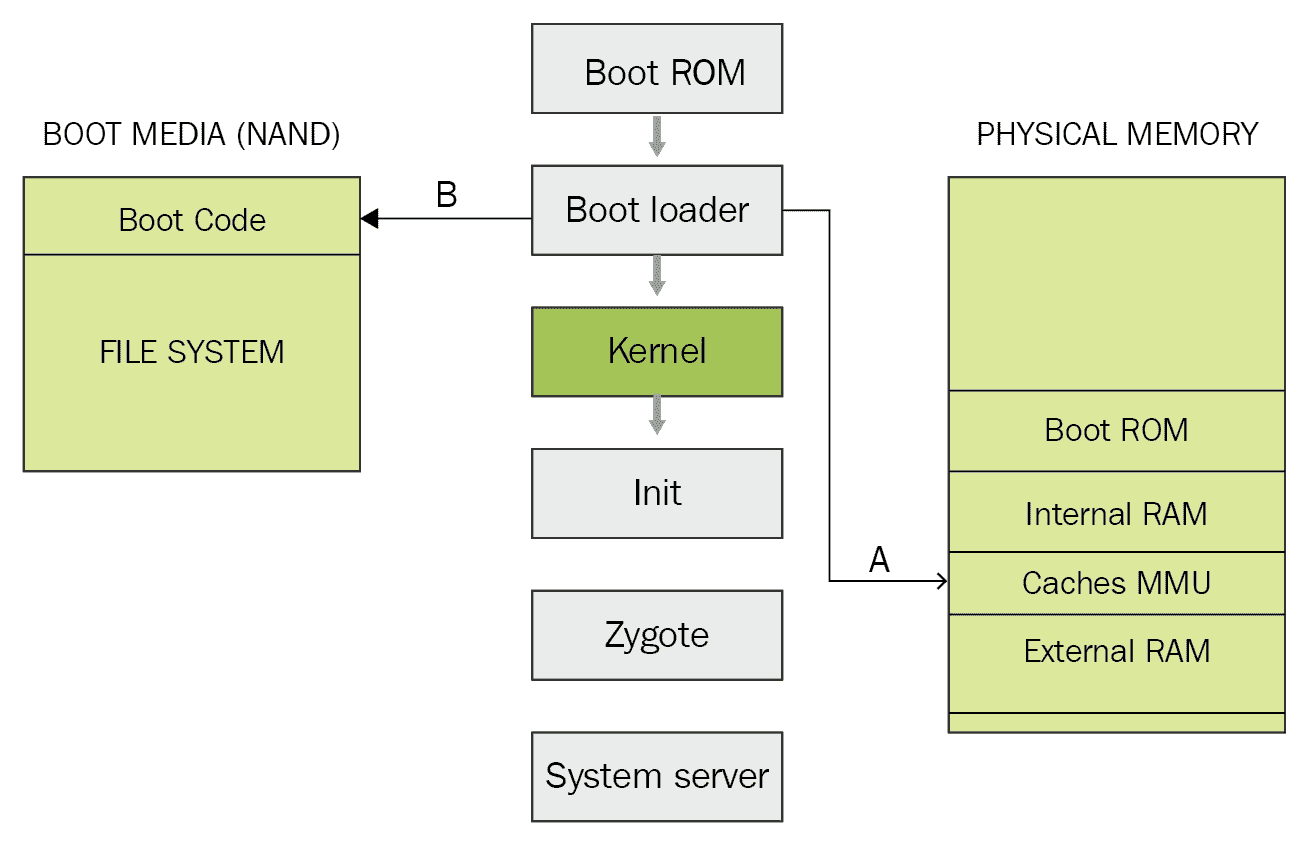 Boot ROM
BOOT MEDIA (NAND)
PHYSICAL MEMORY
Boot Code
B
Boot loader
FILE SYSTEM
Kernel
Boot ROM
Init
Internal RAM
A
Caches MMU
Zygote
External RAM
System server